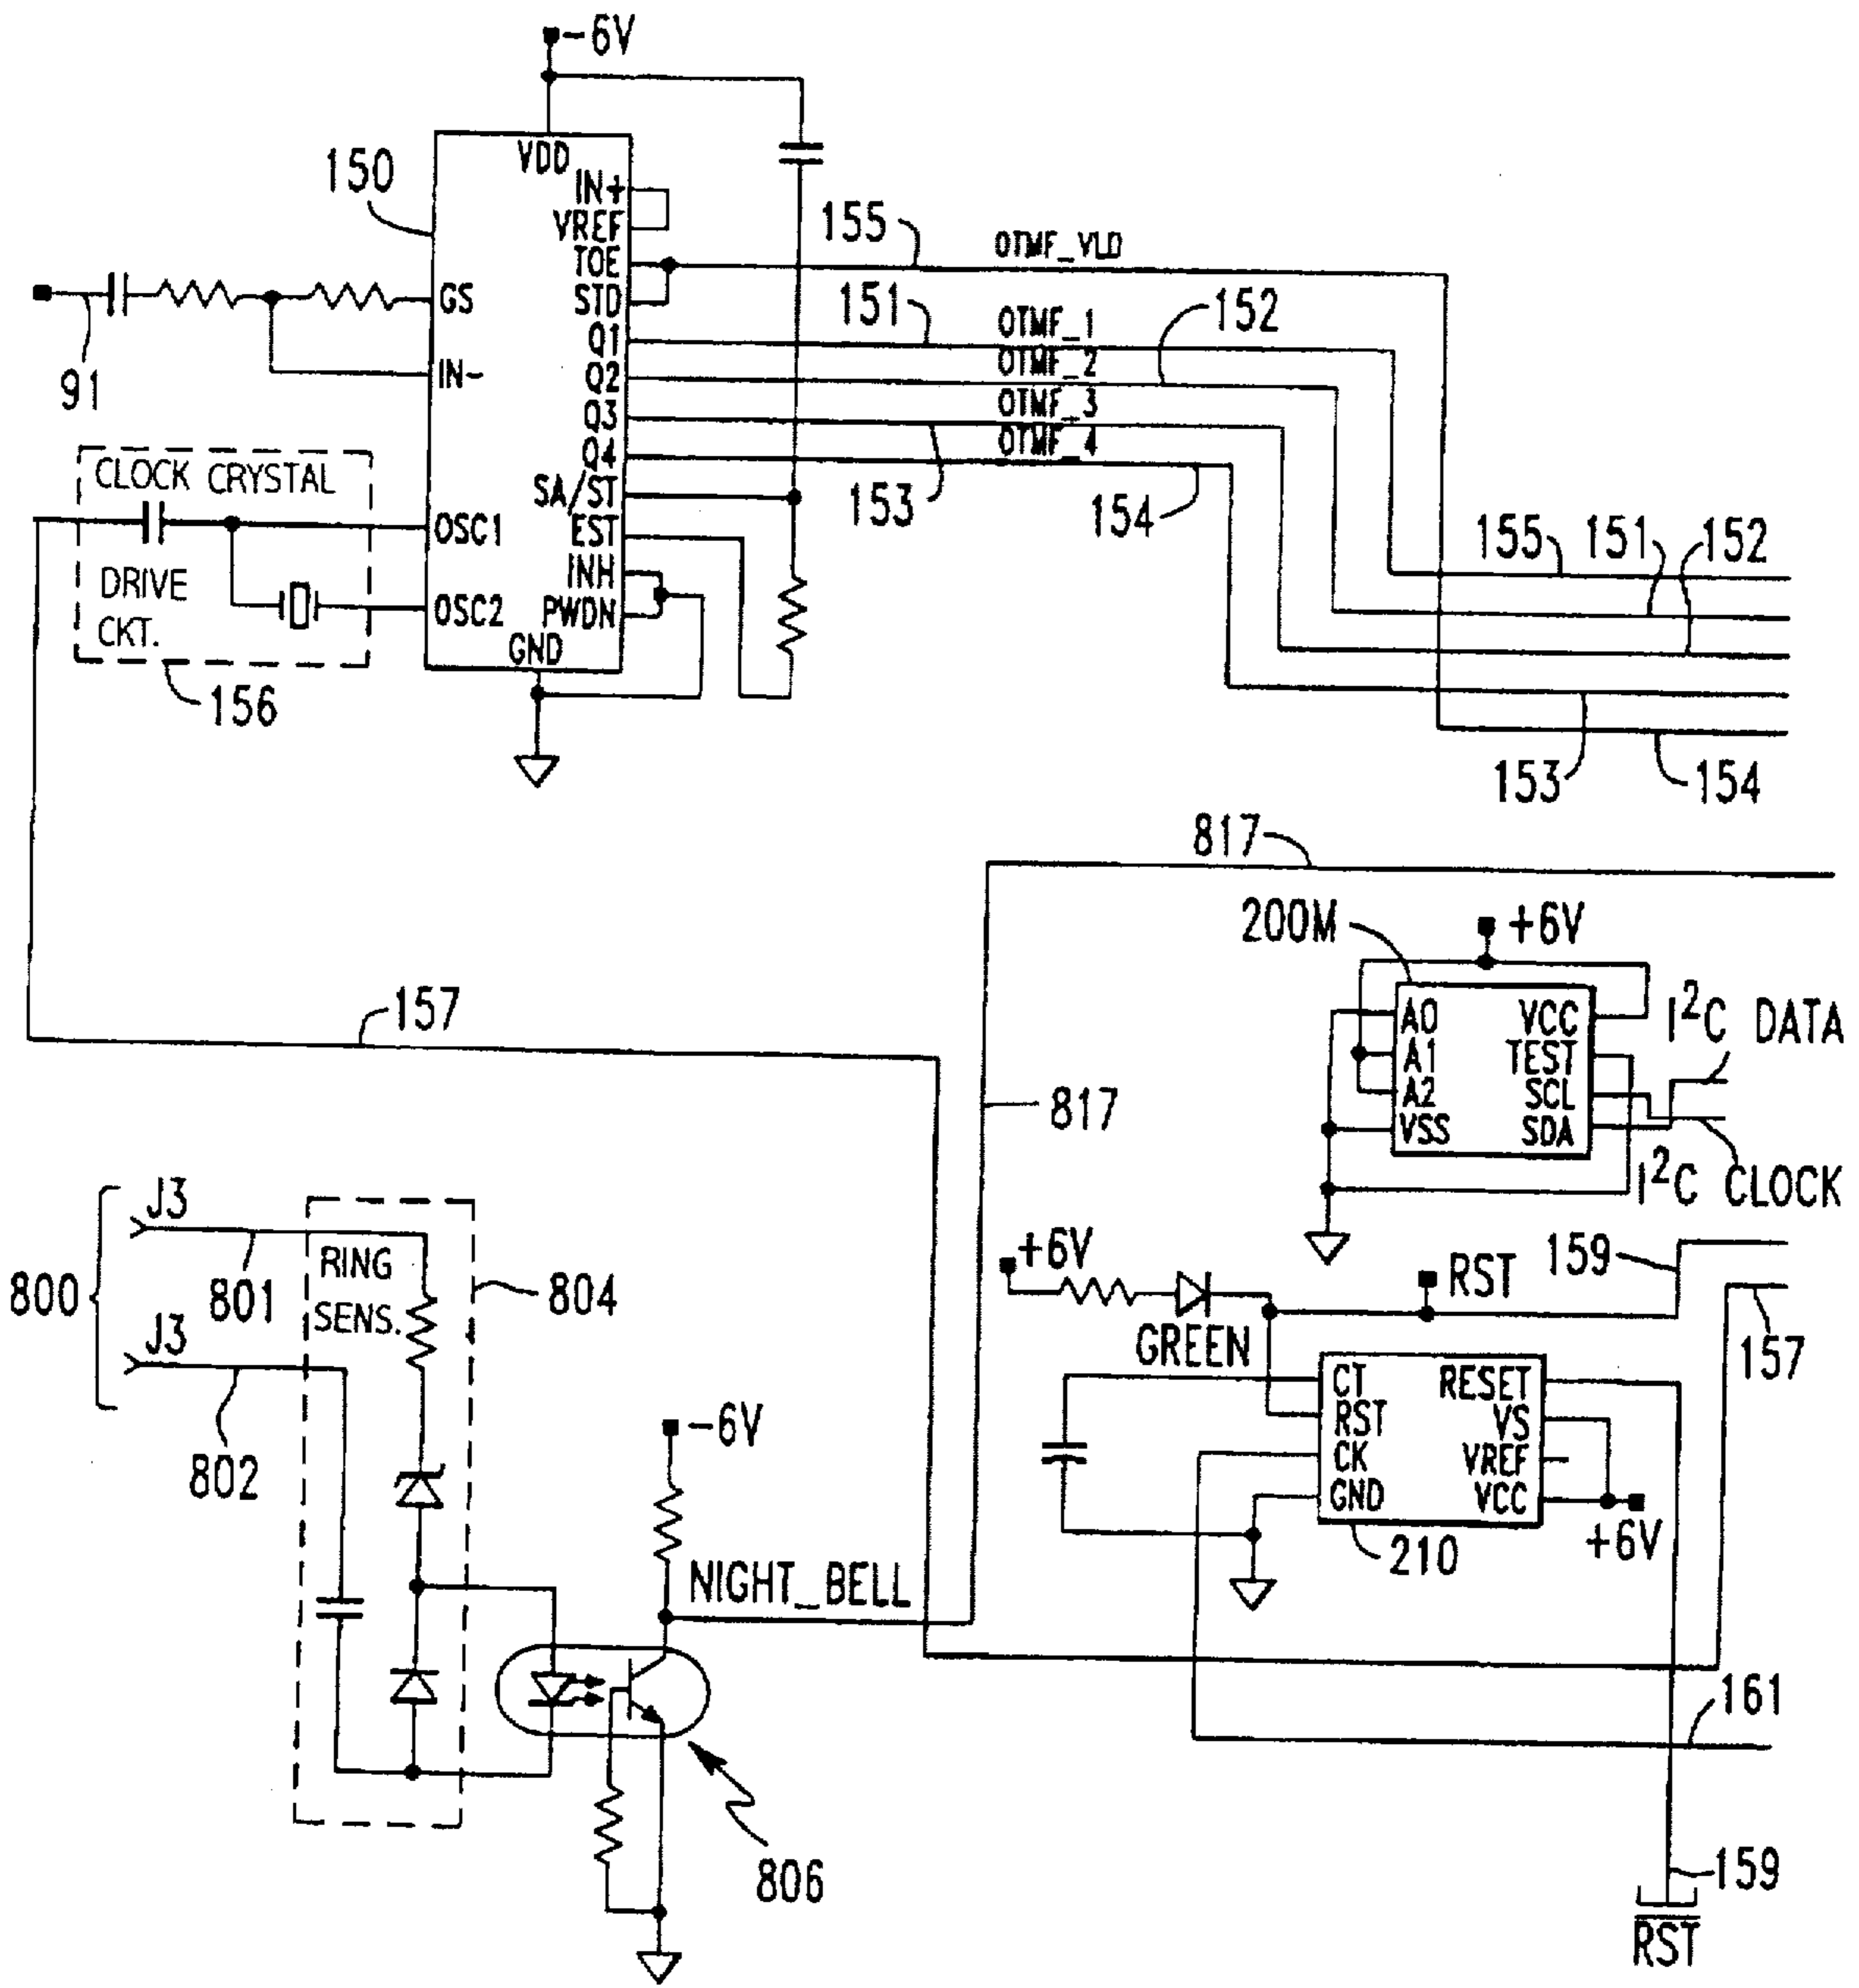 -6V
150
VDD
IN+
VREF
TOE
STD
Q1
Q2
Q3
Q4
SA/ST
EST
INH
PWDN
GND
GS
IN-
OSC1
OSC2
91
CLOCK CRYSTAL
DRIVE
CKT.
156
155
OTMF_VLD
151
OTMF_1
152
OTMF_2
OTMF_3
OTMF_4
153
154
155
151
152
153
154
817
200M
+6V
A0
A1
A2
VSS
VCC
TEST
SCL
SDA
I²C DATA
I²C CLOCK
157
817
800
J3
801
J3
802
RING
SENS.
804
-6V
NIGHT_BELL
806
+6V
GREEN
RST
159
157
CT
RST
CK
GND
RESET
VS
VREF
VCC
210
+6V
161
159
R̅S̅T̅